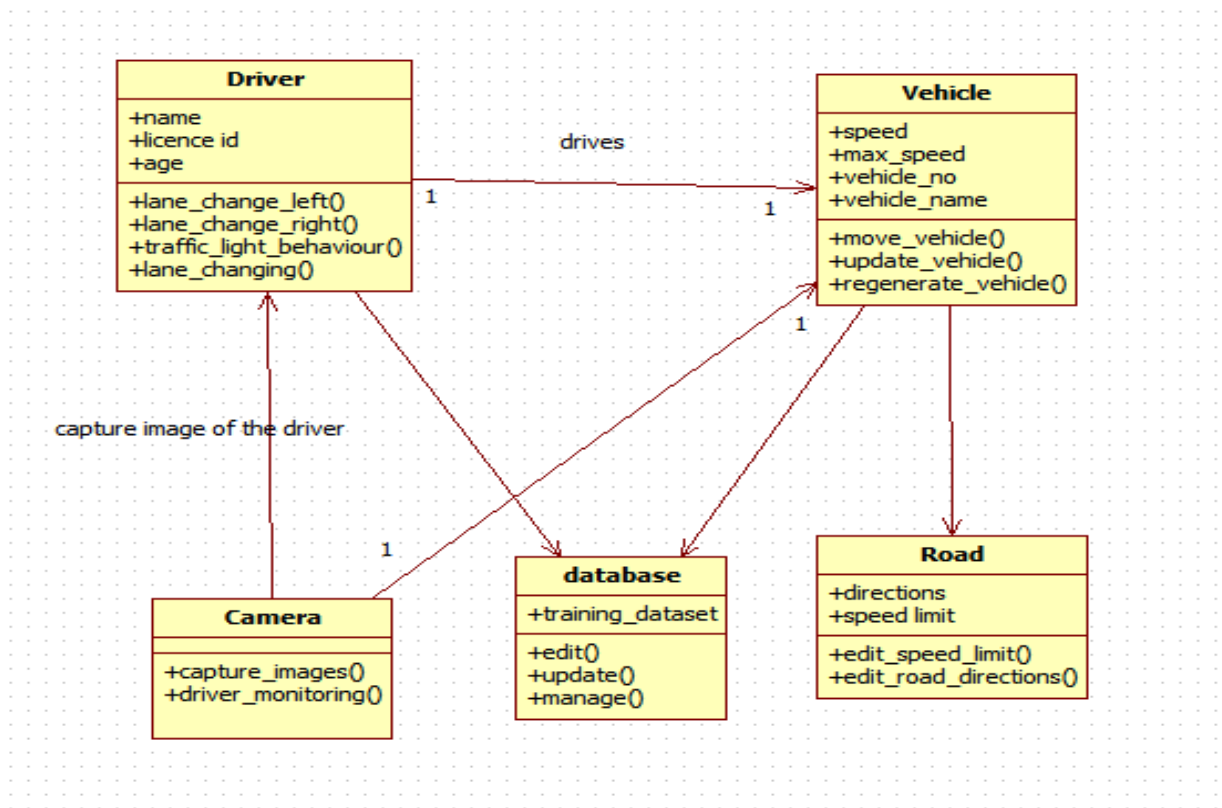 Driver
+name
+licence id
+age
+lane_change_left()
+lane_change_right()
+traffic_light_behaviour()
+lane_changing()
drives
1
1
Vehicle
+speed
+max_speed
+vehicle_no
+vehicle_name
+move_vehicle()
+update_vehicle()
+regenerate_vehicle()
1
capture image of the driver
1
Camera
+capture_images()
+driver_monitoring()
database
+training_dataset
+edit()
+update()
+manage()
Road
+directions
+speed limit
+edit_speed_limit()
+edit_road_directions()